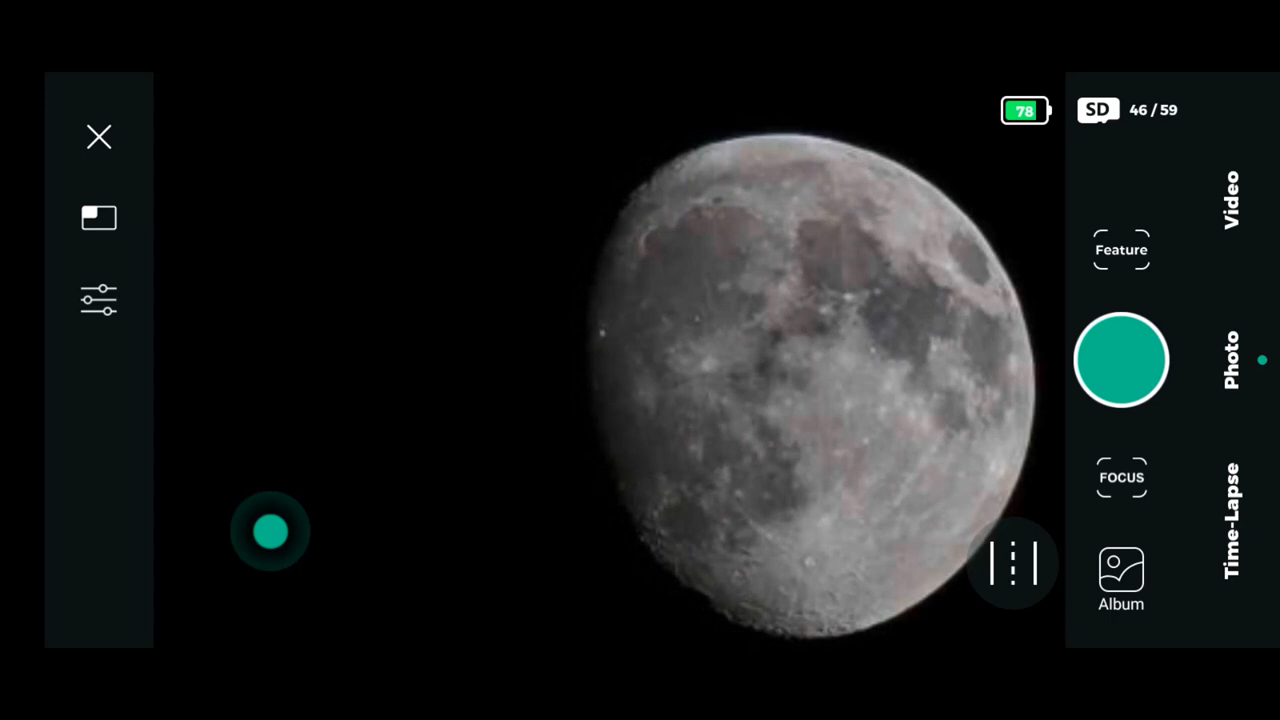 78
SD
46 / 59
Video
Feature
Photo
FOCUS
Time-Lapse
Album